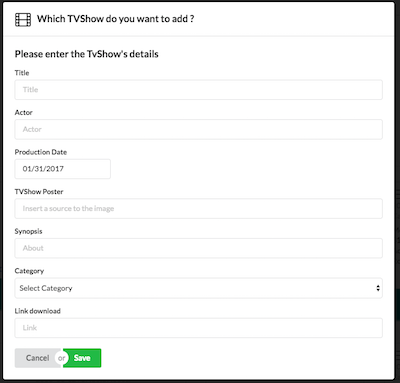 Which TVShow do you want to add ?
Please enter the TvShow's details
Title
Title
Actor
Actor
Production Date
01/31/2017
TVShow Poster
Insert a source to the image
Synopsis
About
Category
Select Category
Link download
Link
Cancel or Save